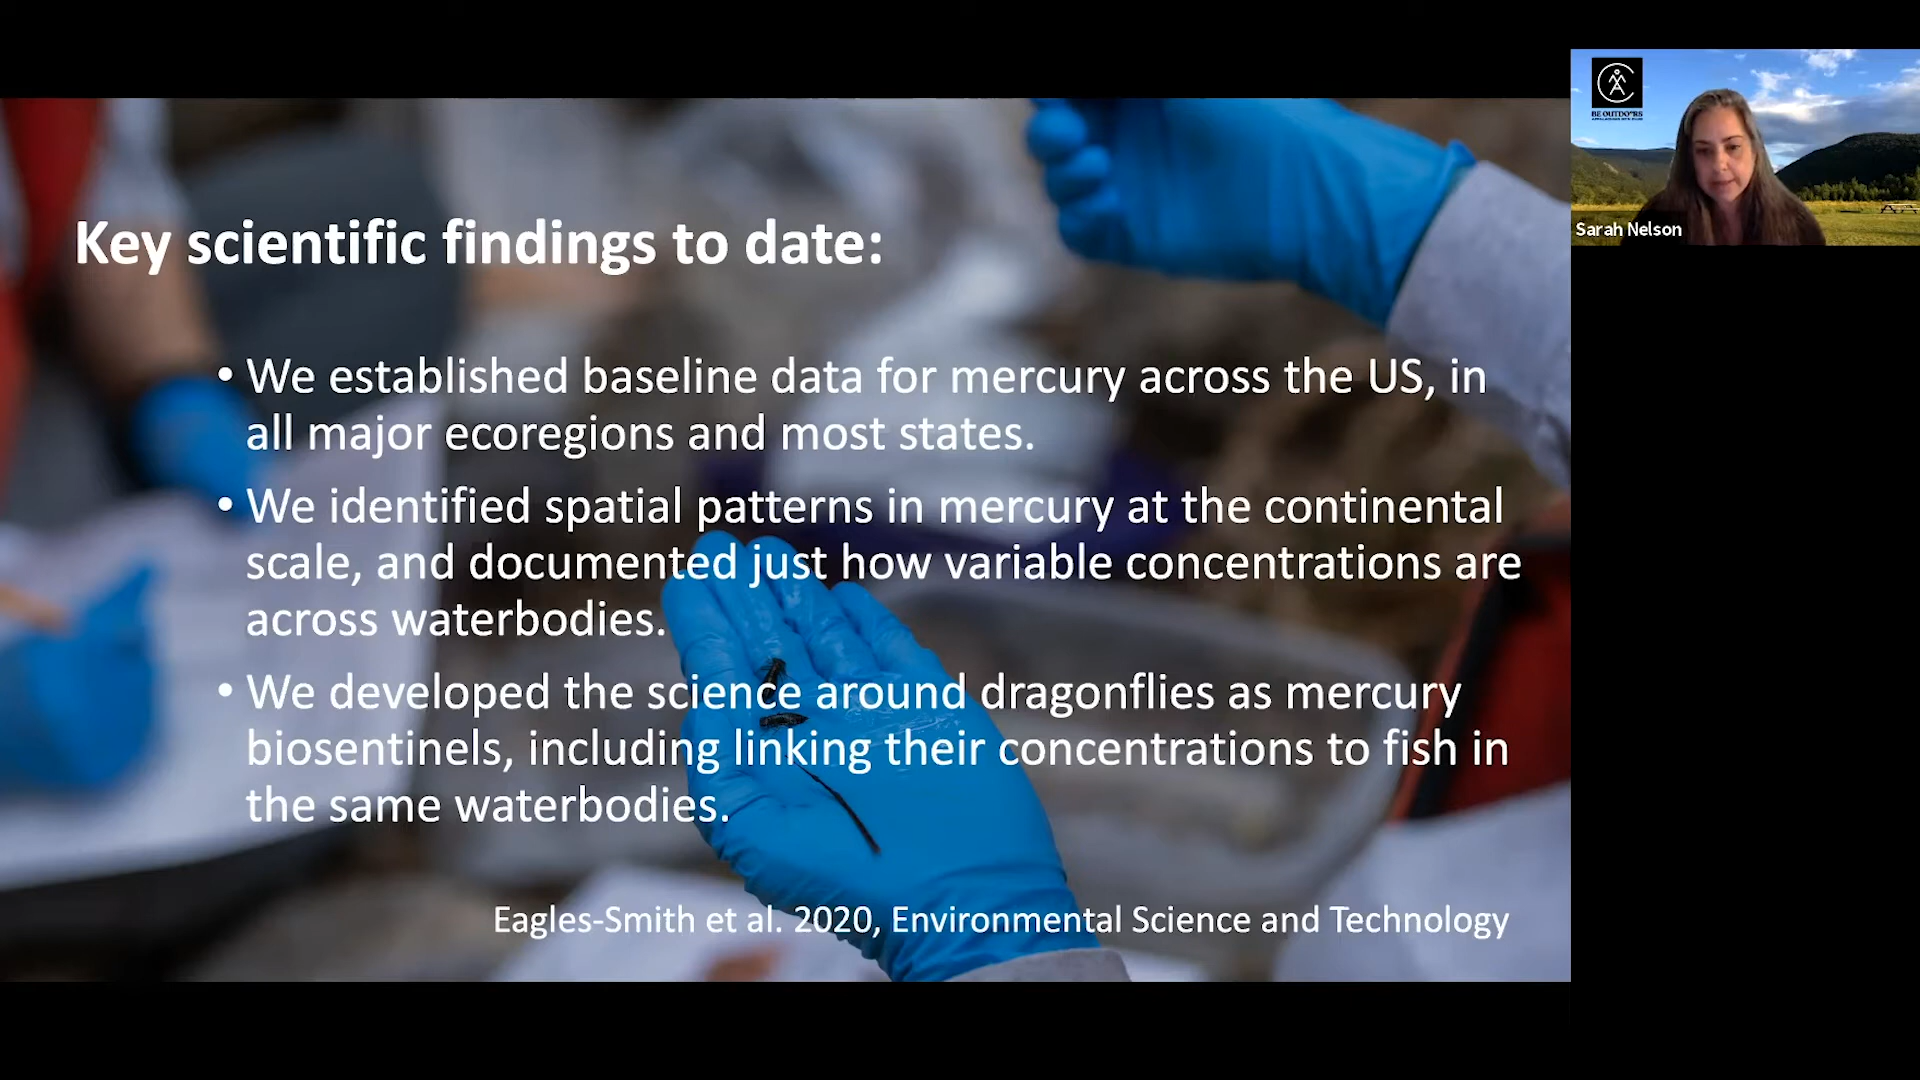 Key scientific findings to date:
• We established baseline data for mercury across the US, in
all major ecoregions and most states.
• We identified spatial patterns in mercury at the continental
scale, and documented just how variable concentrations are
across waterbodies.
• We developed the science around dragonflies as mercury
biosentinels, including linking their concentrations to fish in
the same waterbodies.
Eagles-Smith et al. 2020, Environmental Science and Technology
BE OUTDOORS
Sarah Nelson